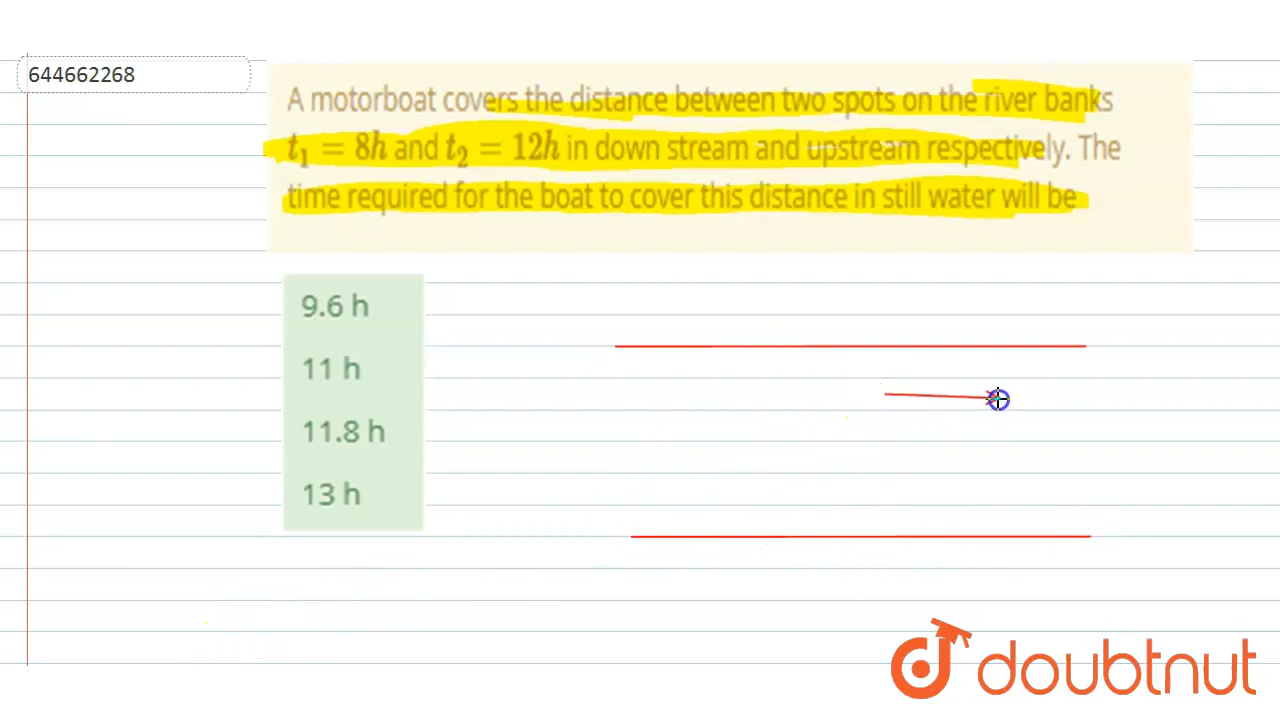 644662268
A motorboat covers the distance between two spots on the river banks
t₁ = 8h and t₂ = 12h in down stream and upstream respectively. The
time required for the boat to cover this distance in still water will be
9.6 h
11 h
11.8 h
13 h
doubtnut